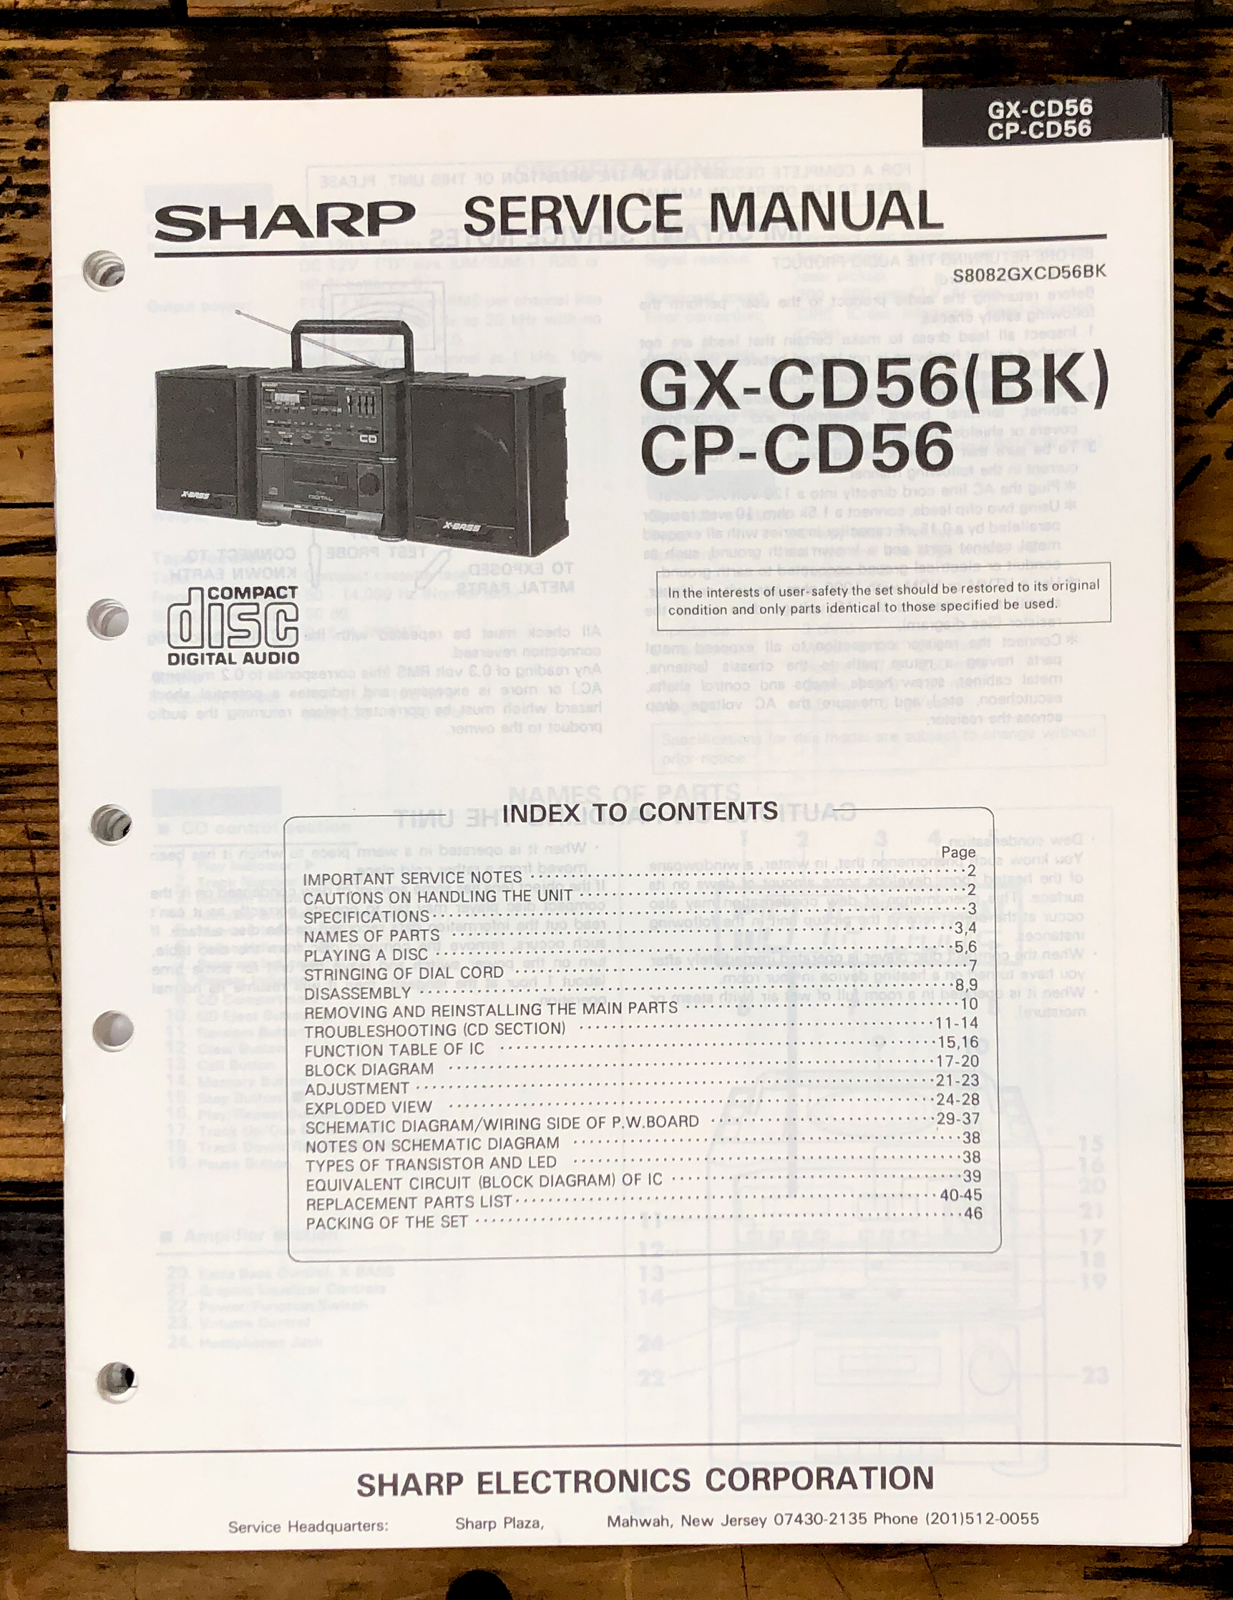 GX-CD56
CP-CD56
SHARP SERVICE MANUAL
S8082GXCD56BK
GX-CD56(BK)
CP-CD56
SHARP
CD
DIGITAL
X-BASS
X-BASS
COMPACT
disc
DIGITAL AUDIO
In the interests of user-safety the set should be restored to its original
condition and only parts identical to those specified be used.
INDEX TO CONTENTS
Page
IMPORTANT SERVICE NOTES 2
CAUTIONS ON HANDLING THE UNIT 2
SPECIFICATIONS 3
NAMES OF PARTS 3,4
PLAYING A DISC 5,6
STRINGING OF DIAL CORD 7
DISASSEMBLY 8,9
REMOVING AND REINSTALLING THE MAIN PARTS 10
TROUBLESHOOTING (CD SECTION) 11-14
FUNCTION TABLE OF IC 15,16
BLOCK DIAGRAM 17-20
ADJUSTMENT 21-23
EXPLODED VIEW 24-28
SCHEMATIC DIAGRAM/WIRING SIDE OF P.W.BOARD 29-37
NOTES ON SCHEMATIC DIAGRAM 38
TYPES OF TRANSISTOR AND LED 38
EQUIVALENT CIRCUIT (BLOCK DIAGRAM) OF IC 39
REPLACEMENT PARTS LIST 40-45
PACKING OF THE SET 46
SHARP ELECTRONICS CORPORATION
Service Headquarters: Sharp Plaza, Mahwah, New Jersey 07430-2135 Phone (201)512-0055